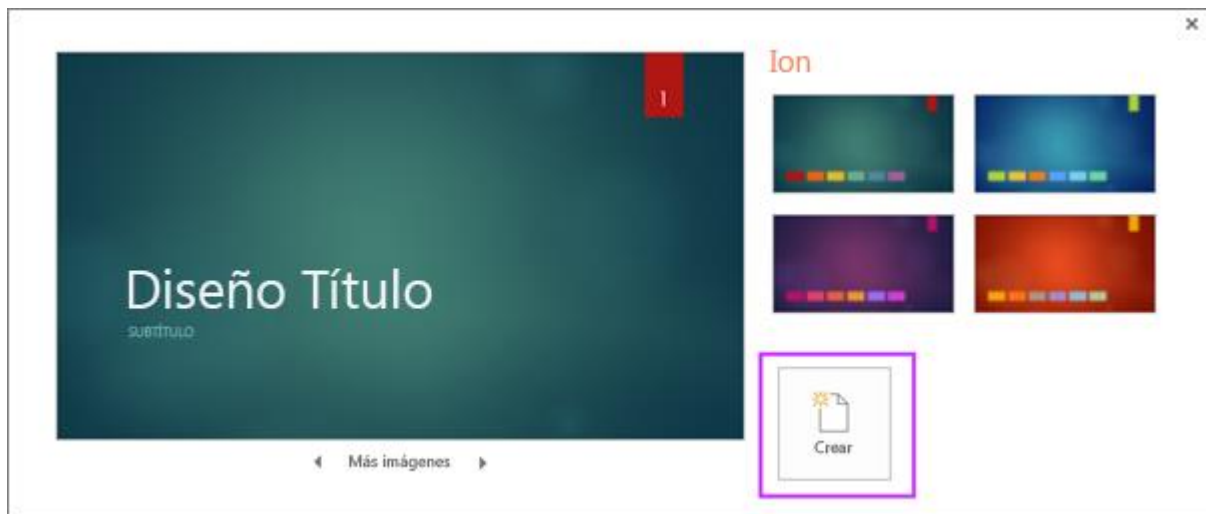 Ion
1
Diseño Título
SUBTÍTULO
Crear
Más imágenes